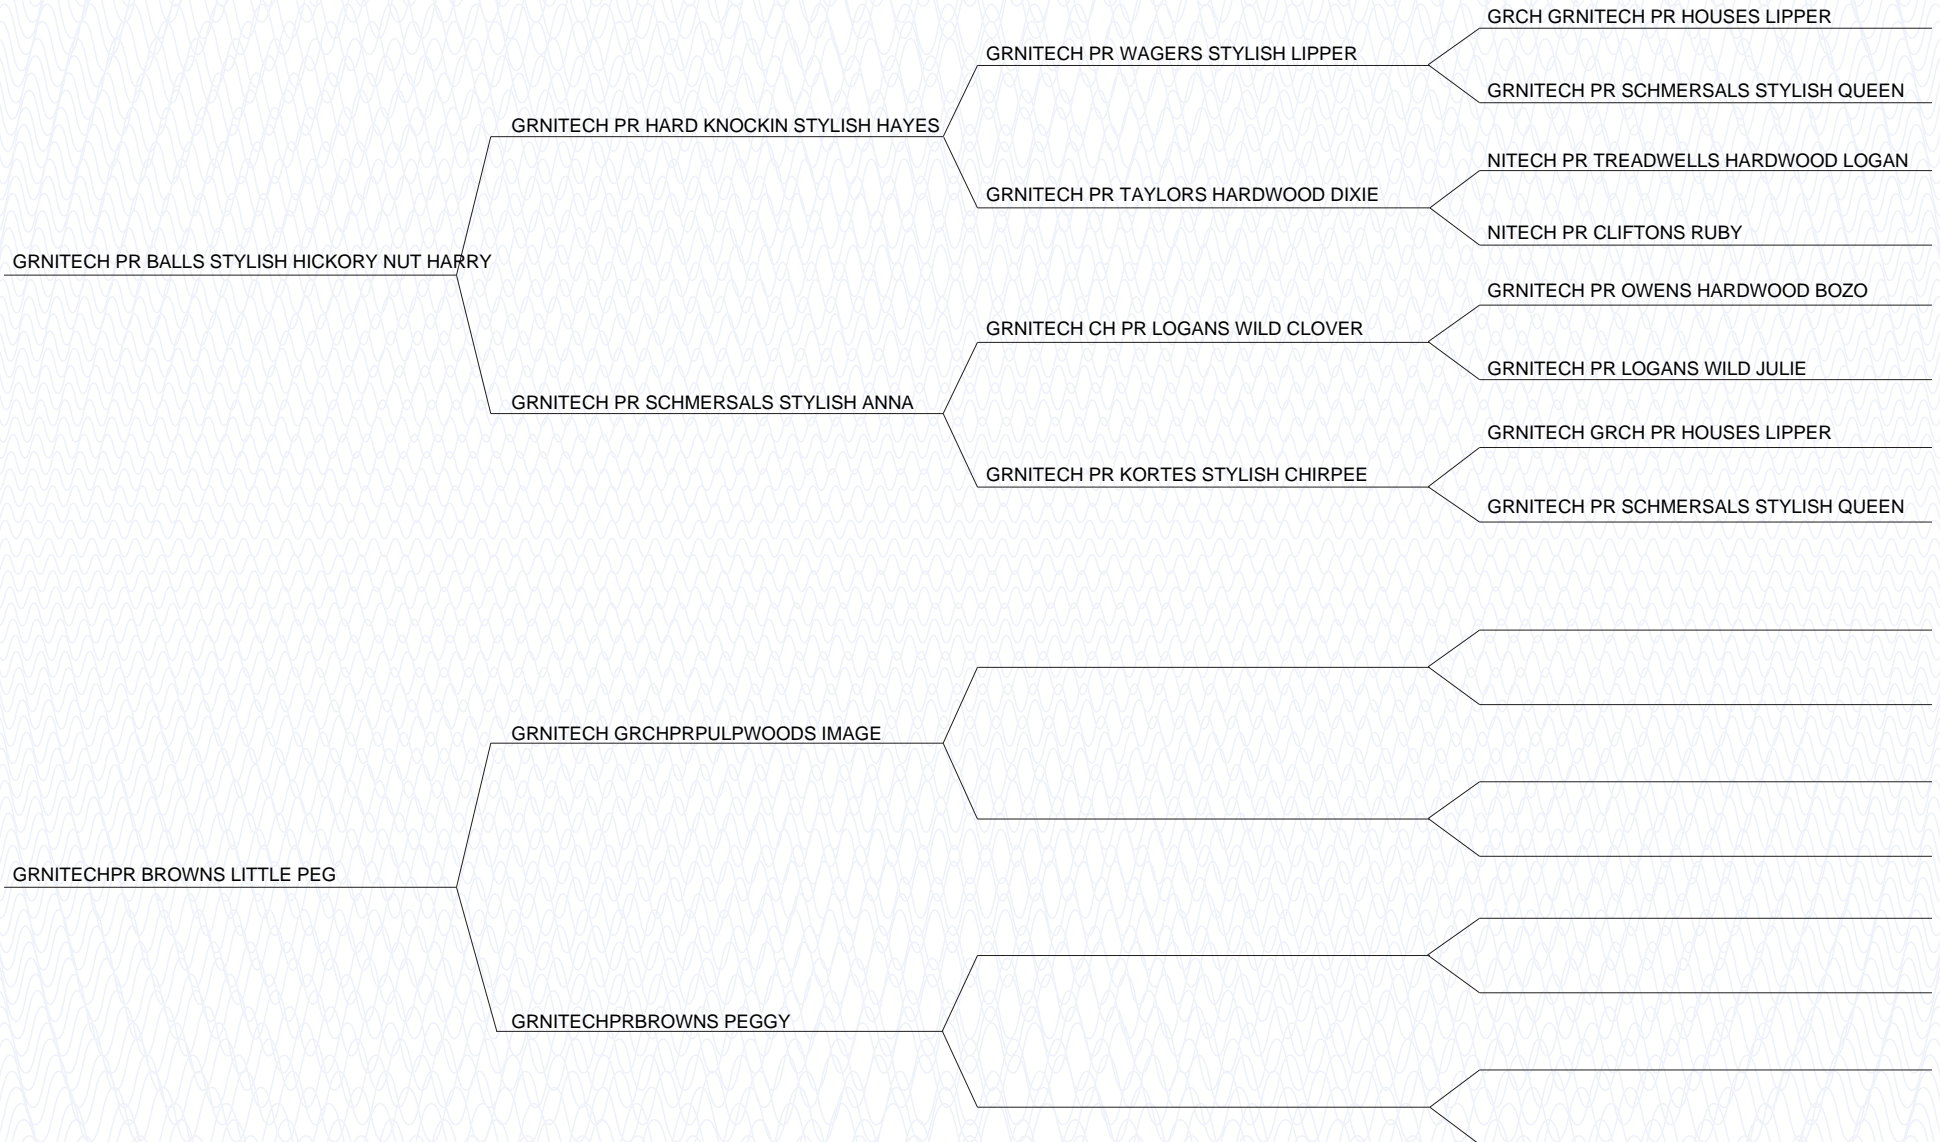 GRCH GRNITECH PR HOUSES LIPPER
GRNITECH PR WAGERS STYLISH LIPPER
GRNITECH PR SCHMERSALS STYLISH QUEEN
GRNITECH PR HARD KNOCKIN STYLISH HAYES
NITECH PR TREADWELLS HARDWOOD LOGAN
GRNITECH PR TAYLORS HARDWOOD DIXIE
NITECH PR CLIFTONS RUBY
GRNITECH PR BALLS STYLISH HICKORY NUT HARRY
GRNITECH PR OWENS HARDWOOD BOZO
GRNITECH CH PR LOGANS WILD CLOVER
GRNITECH PR LOGANS WILD JULIE
GRNITECH PR SCHMERSALS STYLISH ANNA
GRNITECH GRCH PR HOUSES LIPPER
GRNITECH PR KORTES STYLISH CHIRPEE
GRNITECH PR SCHMERSALS STYLISH QUEEN
GRNITECH GRCHPRPULPWOODS IMAGE
GRNITECHPR BROWNS LITTLE PEG
GRNITECHPRBROWNS PEGGY